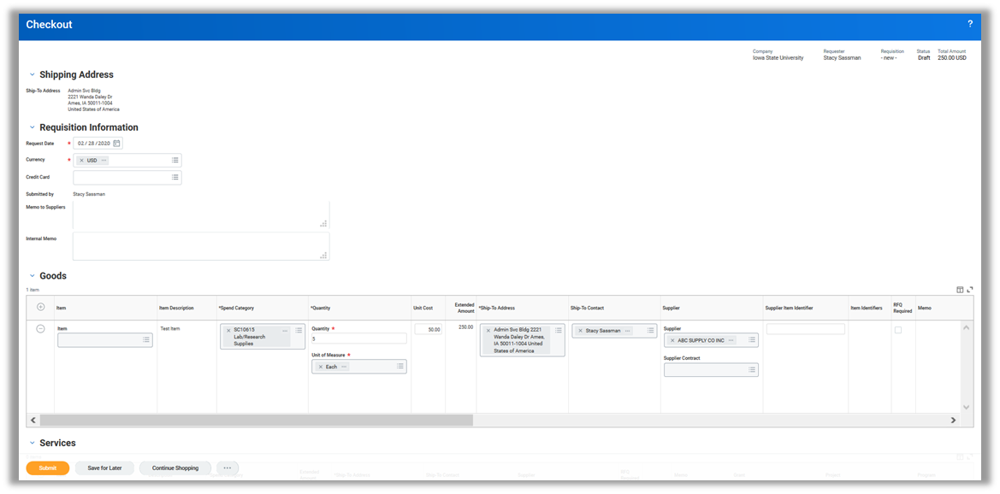 Checkout
?
Company Requester Requisition Status Total Amount
Iowa State University Stacy Sassman - new - Draft 250.00 USD
Shipping Address
Ship-To Address Admin Svc Bldg
2221 Wanda Daley Dr
Ames, IA 50011-1004
United States of America
Requisition Information
Request Date * 02 / 28 / 2020
Currency * × USD ...
Credit Card
Submitted by Stacy Sassman
Memo to Suppliers
Internal Memo
Goods
1 item
Item Item Description *Spend Category *Quantity Unit Cost Extended Amount *Ship-To Address Ship-To Contact Supplier Supplier Item Identifier Item Identifiers RFQ Required Memo
Item
Test Item
× SC10615 ...
Lab/Research
Supplies
Quantity *
5
Unit of Measure *
× Each ...
50.00
250.00
× Admin Svc Bldg 2221
Wanda Daley Dr Ames,
IA 50011-1004 United
States of America
× Stacy Sassman ...
Supplier
× ABC SUPPLY CO INC ...
Supplier Contract
Services
Submit Save for Later Continue Shopping ...